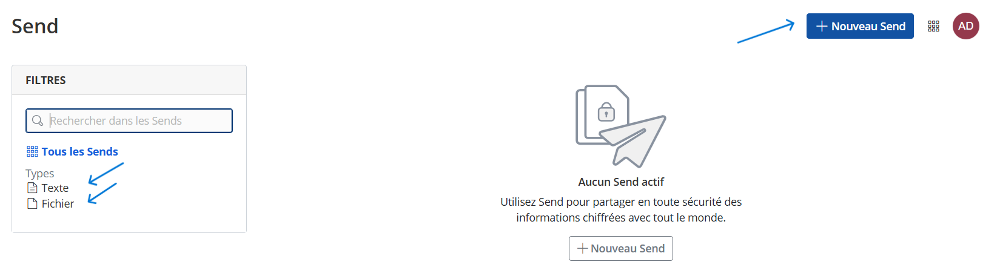 Send
Nouveau Send
AD
FILTRES
Rechercher dans les Sends
Tous les Sends
Types
Texte
Fichier
Aucun Send actif
Utilisez Send pour partager en toute sécurité des
informations chiffrées avec tout le monde.
Nouveau Send